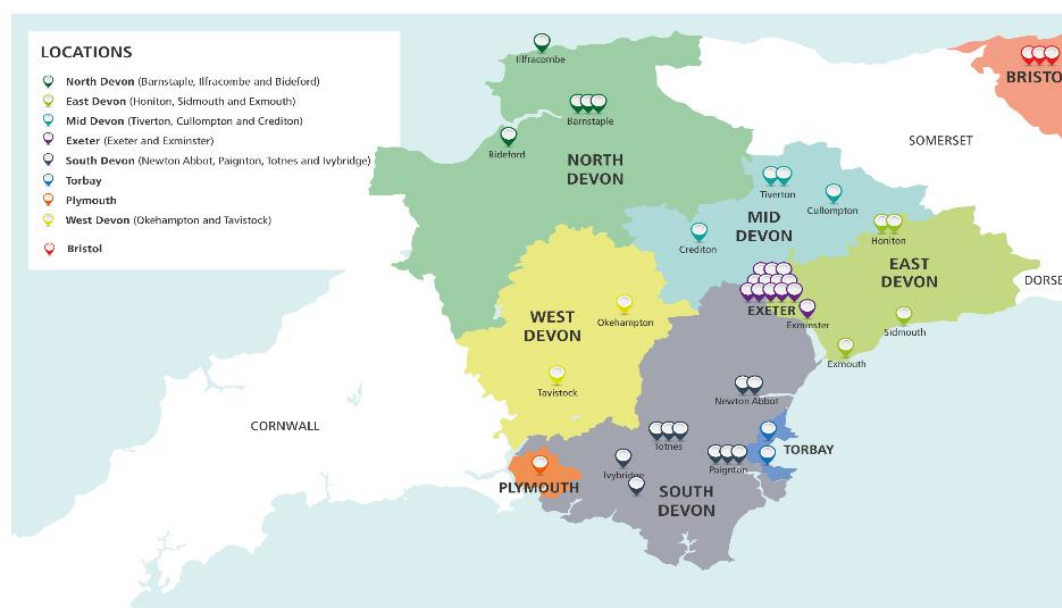 LOCATIONS
North Devon (Barnstaple, Ilfracombe and Bideford)
East Devon (Honiton, Sidmouth and Exmouth)
Mid Devon (Tiverton, Cullompton and Crediton)
Exeter (Exeter and Exminster)
South Devon (Newton Abbot, Paignton, Totnes and Ivybridge)
Torbay
Plymouth
West Devon (Okehampton and Tavistock)
Bristol
Ilfracombe
BRISTO
Barnstaple
SOMERSET
Bideford
NORTH
DEVON
Tiverton
Cullompton
MID
DEVON
Crediton
Honiton
EAST
DEVON
DORSE
WEST
DEVON
Okehampton
EXETER
Exminster
Sidmouth
Exmouth
Tavistock
Newton Abbot
CORNWALL
Totnes
TORBAY
Paignton
Ivybridge
PLYMOUTH
SOUTH
DEVON